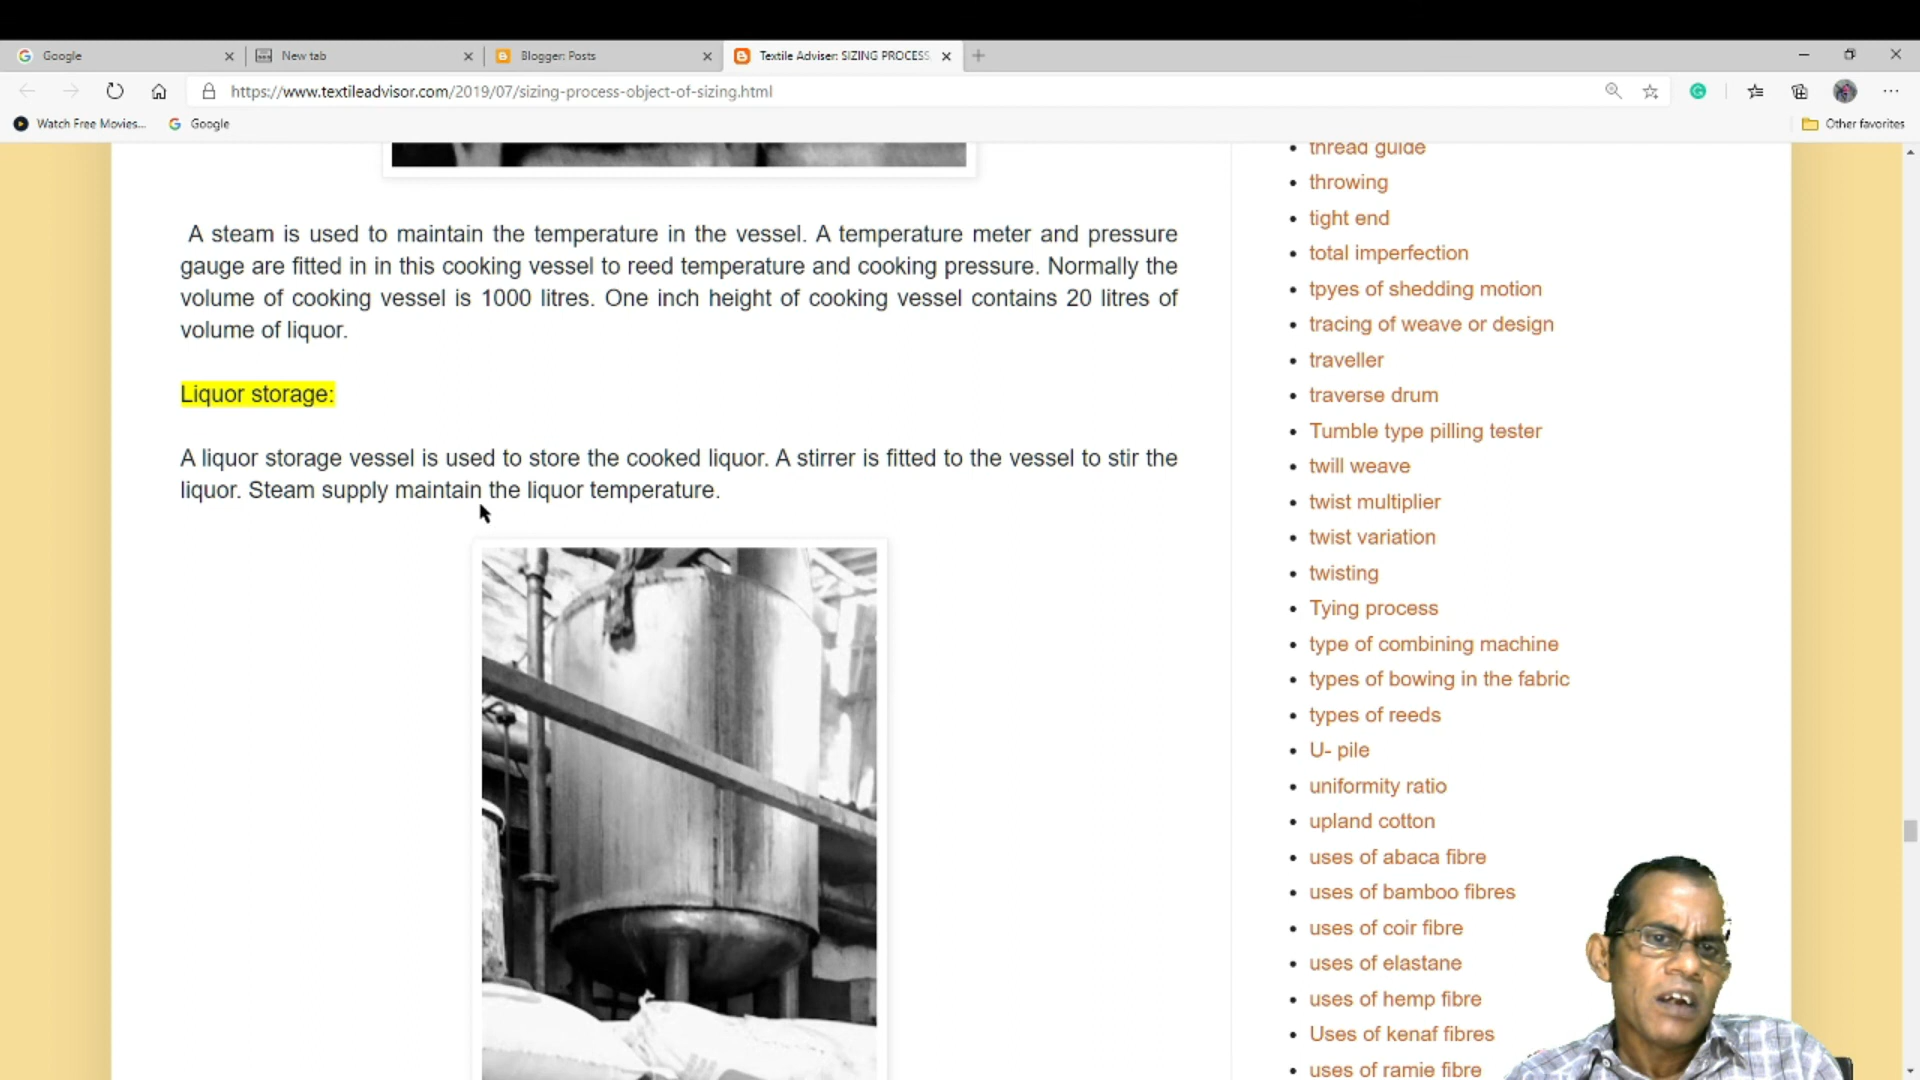 Google
New tab
Blogger: Posts
Textile Adviser: SIZING PROCESS,
https://www.textileadvisor.com/2019/07/sizing-process-object-of-sizing.html
Watch Free Movies...
Google
Other favorites
A steam is used to maintain the temperature in the vessel. A temperature meter and pressure
gauge are fitted in in this cooking vessel to reed temperature and cooking pressure. Normally the
volume of cooking vessel is 1000 litres. One inch height of cooking vessel contains 20 litres of
volume of liquor.
Liquor storage:
A liquor storage vessel is used to store the cooked liquor. A stirrer is fitted to the vessel to stir the
liquor. Steam supply maintain the liquor temperature.
thread guide
throwing
tight end
total imperfection
tpyes of shedding motion
tracing of weave or design
traveller
traverse drum
Tumble type pilling tester
twill weave
twist multiplier
twist variation
twisting
Tying process
type of combining machine
types of bowing in the fabric
types of reeds
U- pile
uniformity ratio
upland cotton
uses of abaca fibre
uses of bamboo fibres
uses of coir fibre
uses of elastane
uses of hemp fibre
Uses of kenaf fibres
uses of ramie fibre